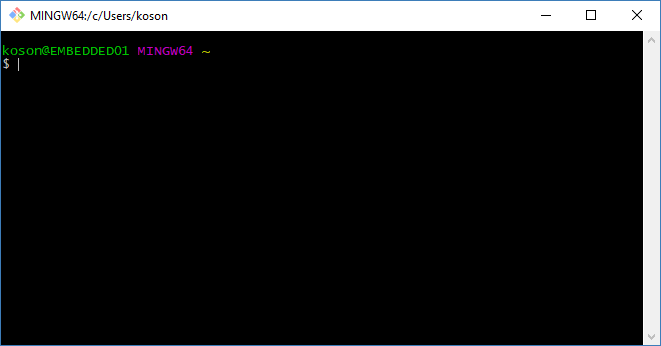 MINGW64:/c/Users/koson
koson@EMBEDDED01 MINGW64 ~
$